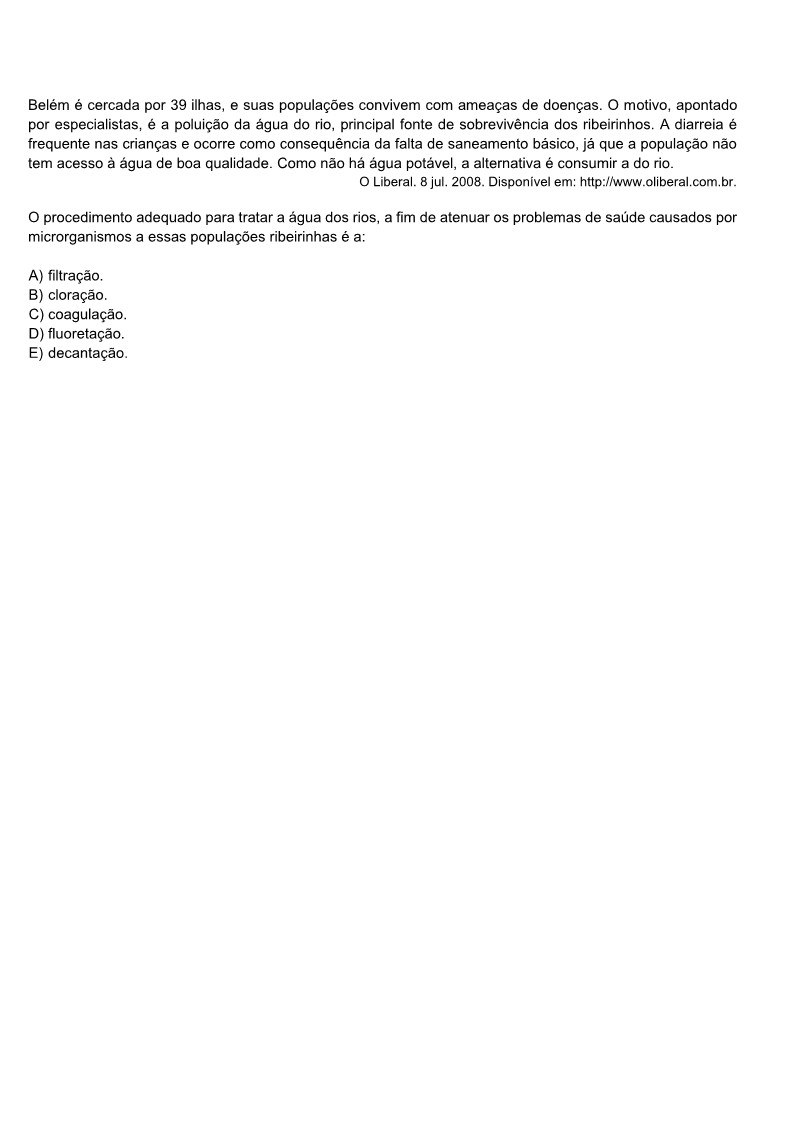 Belém é cercada por 39 ilhas, e suas populações convivem com ameaças de doenças. O motivo, apontado
por especialistas, é a poluição da água do rio, principal fonte de sobrevivência dos ribeirinhos. A diarreia é
frequente nas crianças e ocorre como consequência da falta de saneamento básico, já que a população não
tem acesso à água de boa qualidade. Como não há água potável, a alternativa é consumir a do rio.
O Liberal. 8 jul. 2008. Disponível em: http://www.oliberal.com.br.
O procedimento adequado para tratar a água dos rios, a fim de atenuar os problemas de saúde causados por
microrganismos a essas populações ribeirinhas é a:
A) filtração.
B) cloração.
C) coagulação.
D) fluoretação.
E) decantação.